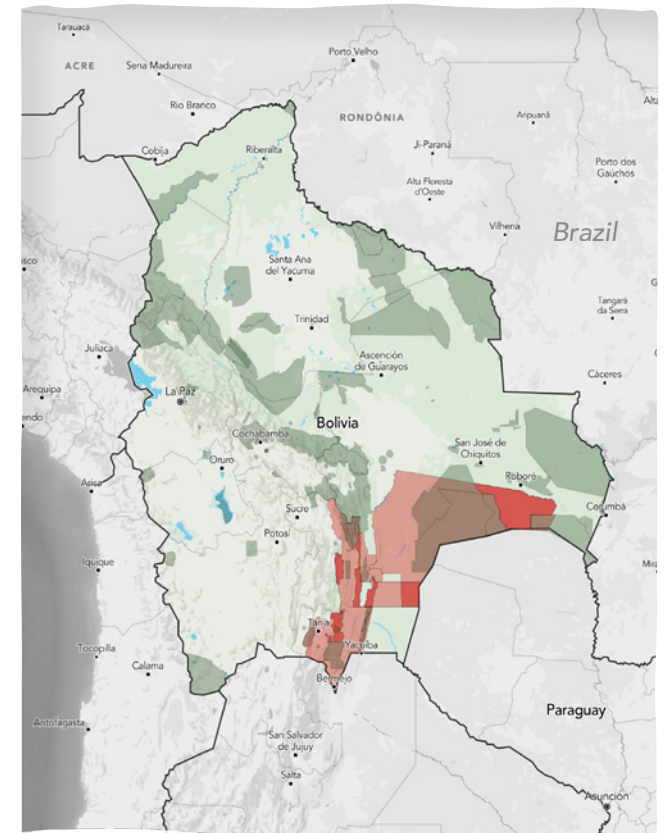 Tarauacá
ACRE
Sena Madureira
Porto Velho
Rio Branco
RONDÔNIA
Aripuanã
Alta
Cobija
Riberalta
Ji-Paraná
Alta Floresta
d'Oeste
Porto dos
Gaúchos
Vilhena
Brazil
Santa Ana
del Yacuma
Trinidad
Tangará
da Serra
Juliaca
Ascención
de Guarayos
Cáceres
Arequipa
La Paz
Bolivia
Cochabamba
San José de
Chiquitos
Oruro
Roboré
Arica
Corumbá
Sucre
Potosí
Iquique
Tarija
Yacuiba
Tocopilla
Calama
Bermejo
Paraguay
Antofagasta
San Salvador
de Jujuy
Salta
Asunción